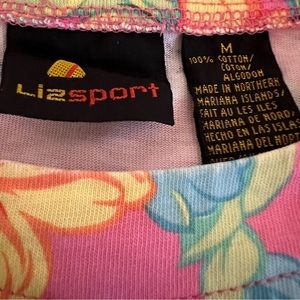 Lizsport
M
100% COTTON/
COTON/
ALGODON
MADE IN NORTHERN
MARIANA ISLANDS/
FAIT AU LES ILES
MARIANA DE NORD/
HECHO EN LAS ISLAS
MARIANA DEL NOR